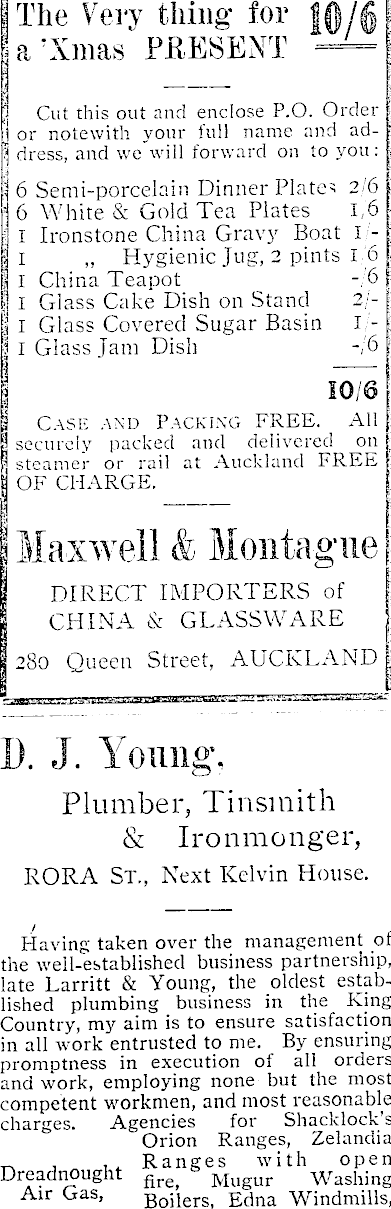 The Very thing for 10/6
a 'Xmas PRESENT
Cut this out and enclose P.O. Order
or notewith your full name and ad-
dress, and we will forward on to you:
6 Semi-porcelain Dinner Plates 2/6
6 White & Gold Tea Plates 1/6
1 Ironstone China Gravy Boat 1/-
1 „ Hygienic Jug, 2 pints 1/6
1 China Teapot -/6
1 Glass Cake Dish on Stand 2/-
1 Glass Covered Sugar Basin 1/-
1 Glass Jam Dish -/6
10/6
CASE AND PACKING FREE. All
securely packed and delivered on
steamer or rail at Auckland FREE
OF CHARGE.
Maxwell & Montague
DIRECT IMPORTERS of
CHINA & GLASSWARE
280 Queen Street, AUCKLAND
D. J. Young,
Plumber, Tinsmith
& Ironmonger,
RORA ST., Next Kelvin House.
Having taken over the management of
the well-established business partnership,
late Larritt & Young, the oldest estab-
lished plumbing business in the King
Country, my aim is to ensure satisfaction
in all work entrusted to me. By ensuring
promptness in execution of all orders
and work, employing none but the most
competent workmen, and most reasonable
charges. Agencies for Shacklock's
Orion Ranges, Zelandia
Dreadnought Ranges with open
Air Gas, fire, Mugur Washing
Boilers, Edna Windmills,